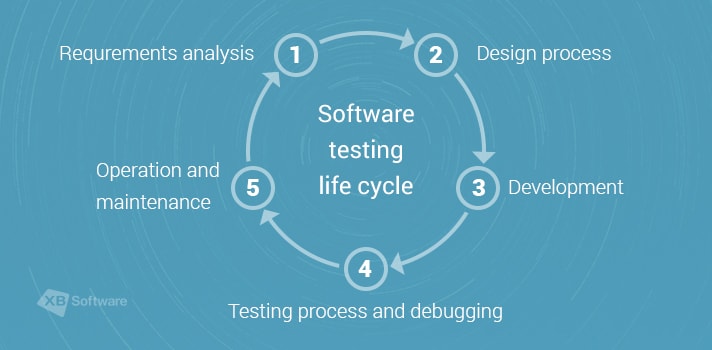 Requrements analysis
1
2
Design process
Software
testing
life cycle
Operation and
maintenance
5
3
Development
4
XB Software
Testing process and debugging